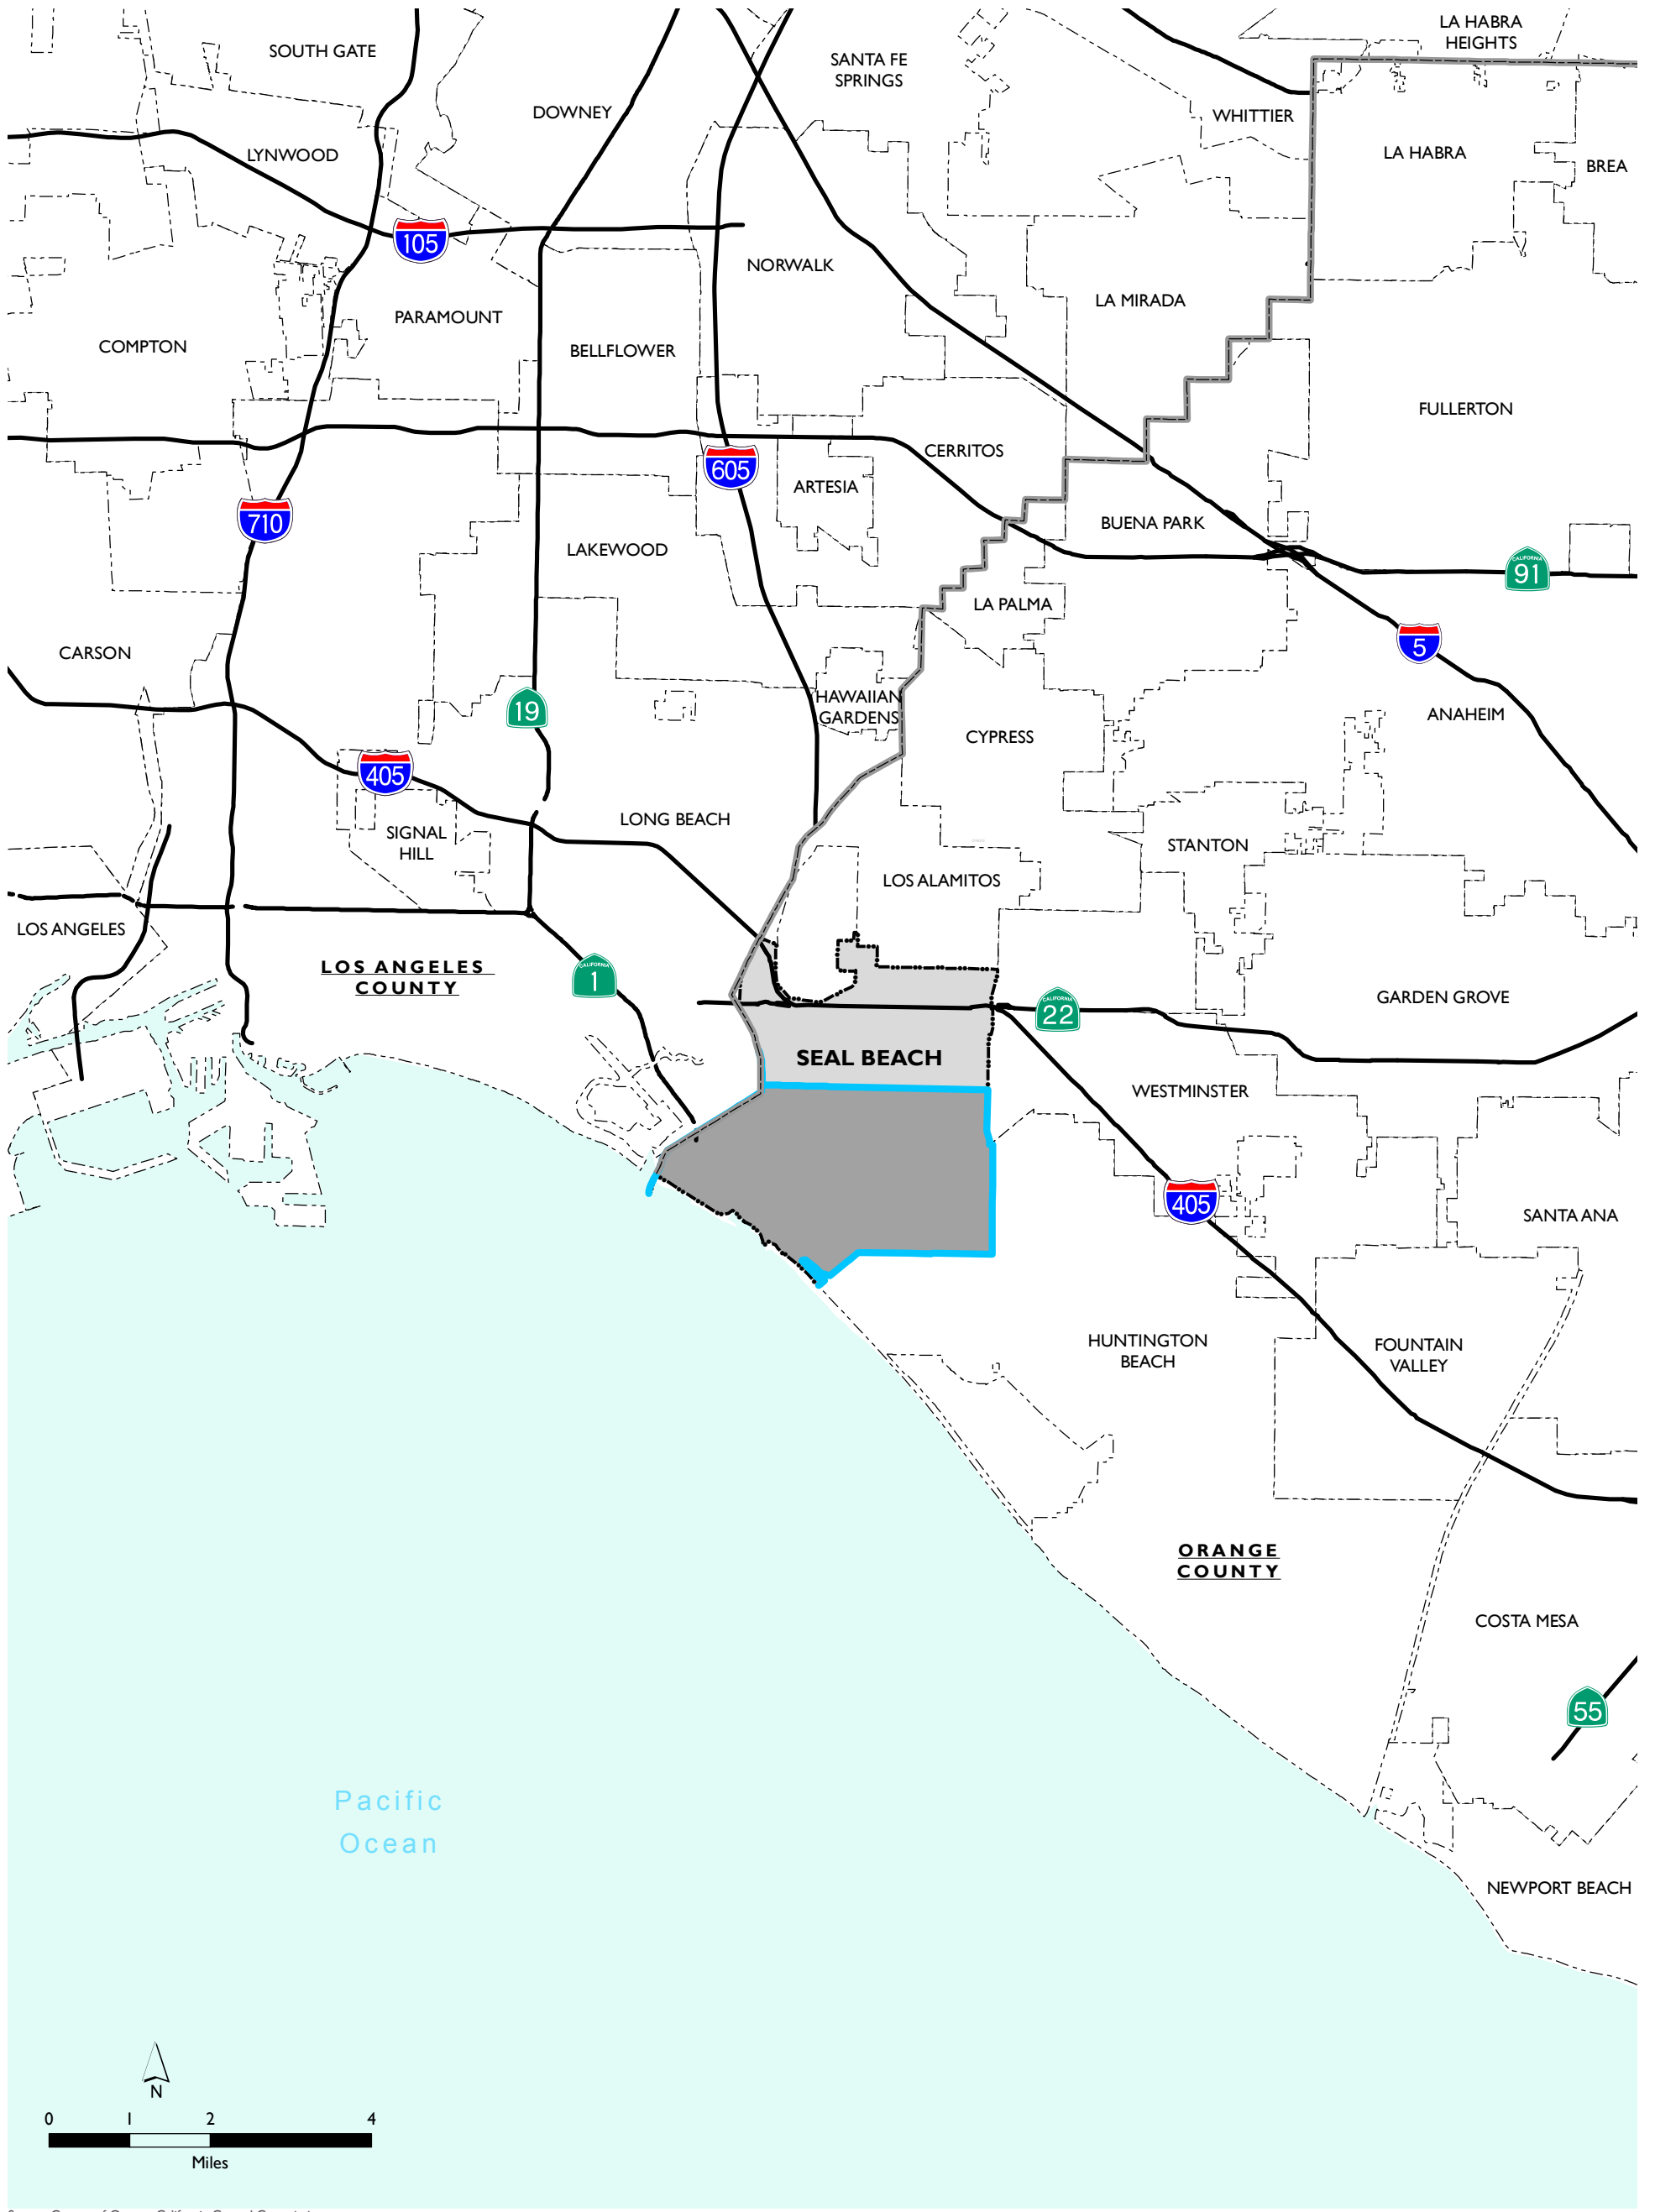 LA HABRA
HEIGHTS
SOUTH GATE
SANTA FE
SPRINGS
DOWNEY
WHITTIER
LYNWOOD
LA HABRA
BREA
105
NORWALK
LA MIRADA
PARAMOUNT
COMPTON
BELLFLOWER
FULLERTON
CERRITOS
605
ARTESIA
710
BUENA PARK
LAKEWOOD
CALIFORNIA
91
LA PALMA
5
CARSON
HAWAIIAN
GARDENS
19
ANAHEIM
CYPRESS
405
LONG BEACH
SIGNAL
HILL
STANTON
LOS ALAMITOS
LOS ANGELES
LOS ANGELES
COUNTY
CALIFORNIA
1
GARDEN GROVE
CALIFORNIA
22
SEAL BEACH
WESTMINSTER
405
SANTA ANA
HUNTINGTON
BEACH
FOUNTAIN
VALLEY
ORANGE
COUNTY
COSTA MESA
55
Pacific
Ocean
NEWPORT BEACH
N
0 1 2 4
Miles